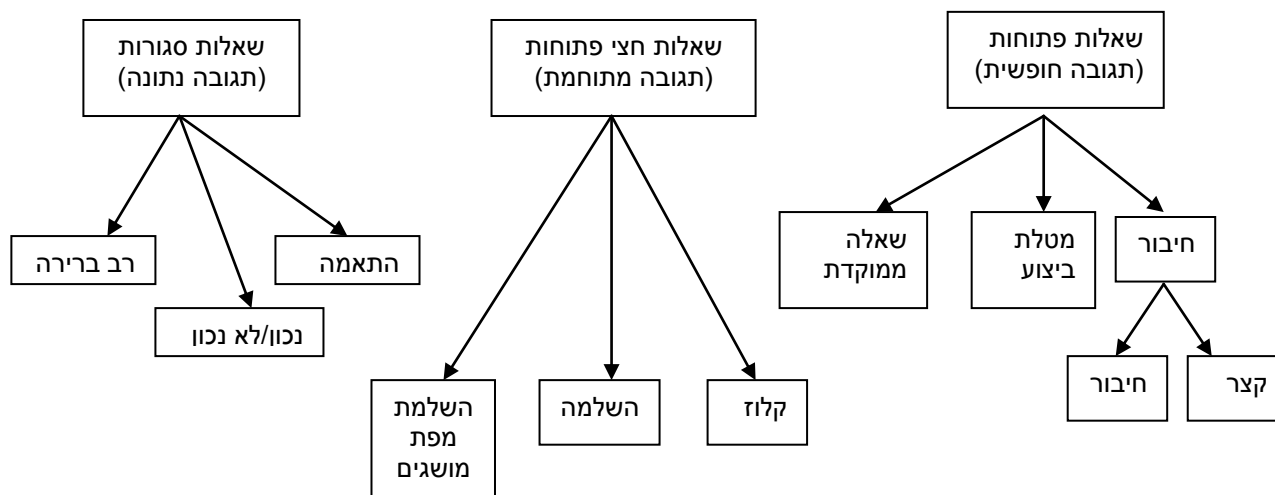 שאלות פתוחות
(תגובה חופשית)
שאלות חצי פתוחות
(תגובה מתוחמת)
שאלות סגורות
(תגובה נתונה)
חיבור
מטלת
ביצוע
שאלה
ממוקדת
קצר
חיבור
קלוז
השלמה
השלמת
מפת
מושגים
התאמה
נכון/לא נכון
רב ברירה